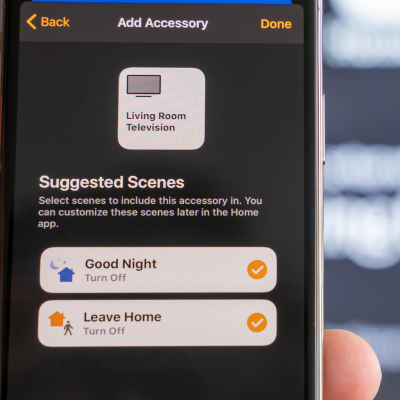 Back Add Accessory Done
Living Room
Television
Suggested Scenes
Select scenes to include this accessory in. You
can customize these scenes later in the Home
app.
Good Night
Turn Off
Leave Home
Turn Off